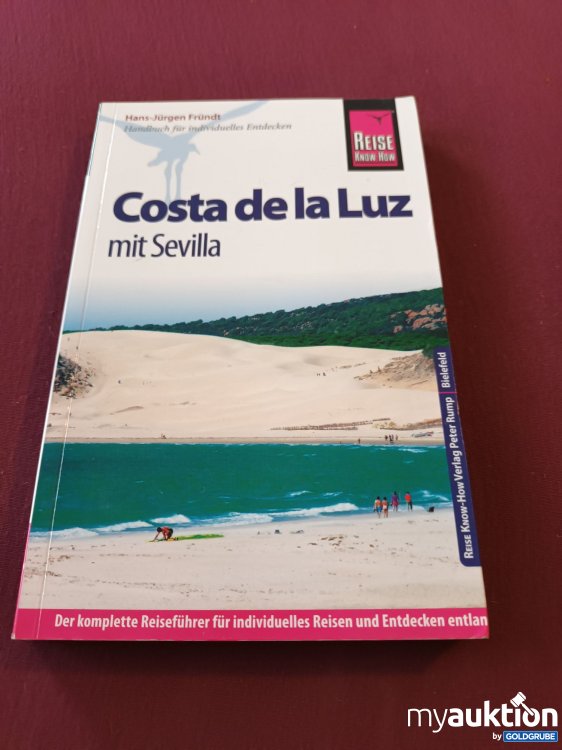 Hans-Jürgen Fründt
Handbuch für individuelles Entdecken
REISE
KNOW HOW
Costa de la Luz
mit Sevilla
REISE KNOW-HOW Verlag Peter Rump Bielefeld
Der komplette Reiseführer für individuelles Reisen und Entdecken entlan
myauktion
by GOLDGRUBE